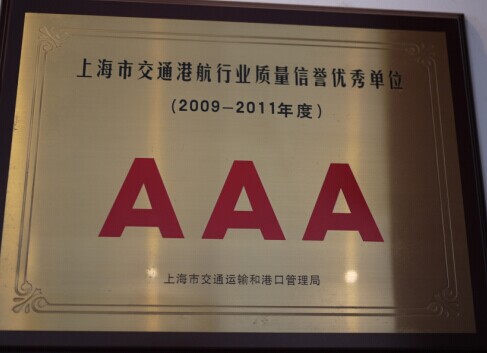 上海市交通港航行业质量信誉优秀单位
(2009-2011年度)
AAA
上海市交通运输和港口管理局